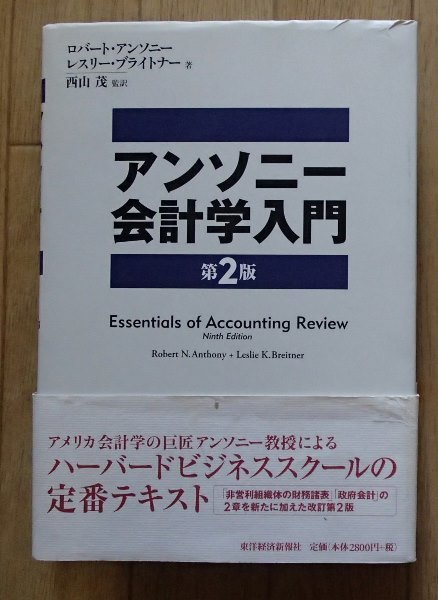 ロバート・アンソニー
レスリー・ブライトナー 著
西山 茂 監訳
アンソニー
会計学入門
第2版
Essentials of Accounting Review
Ninth Edition
Robert N. Anthony + Leslie K. Breitner
アメリカ会計学の巨匠アンソニー教授による
ハーバードビジネススクールの
定番テキスト
「非営利組織体の財務諸表」「政府会計」の
2章を新たに加えた改訂第2版
東洋経済新報社 定価(本体2800円+税)